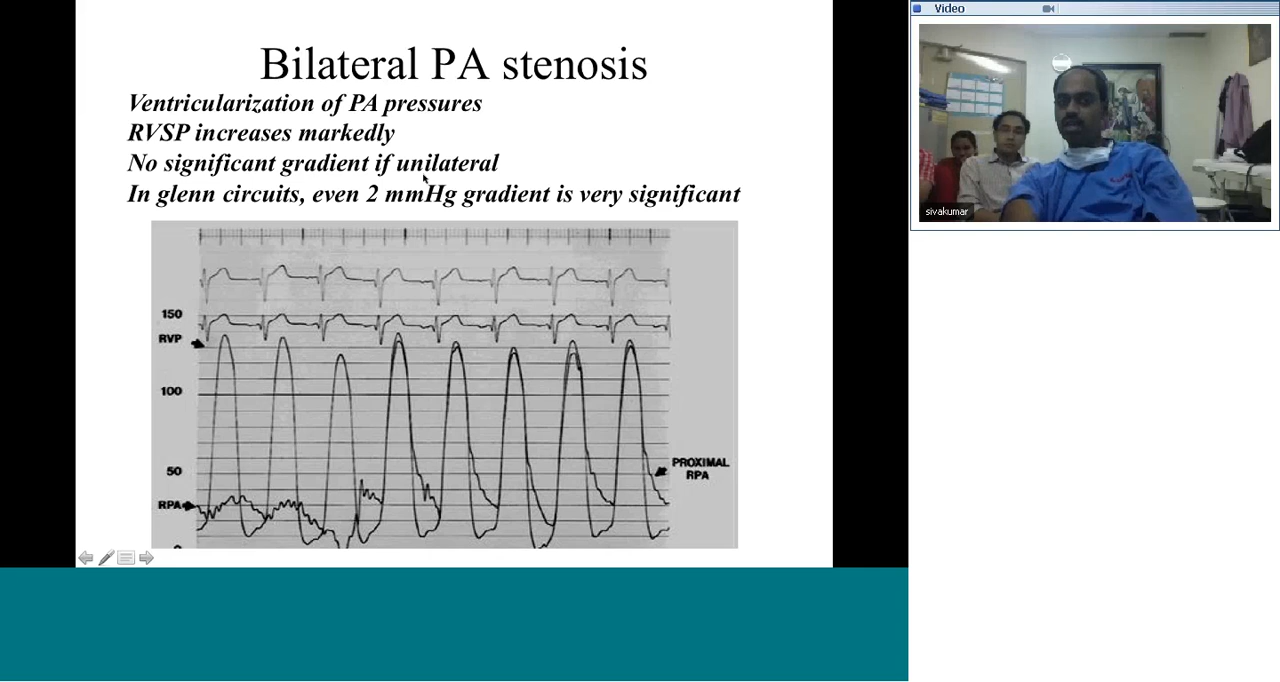 Bilateral PA stenosis
Ventricularization of PA pressures
RVSP increases markedly
No significant gradient if unilateral
In glenn circuits, even 2 mmHg gradient is very significant
150
RVP
100
50
PROXIMAL
RPA
RPA
Video
sivakumar